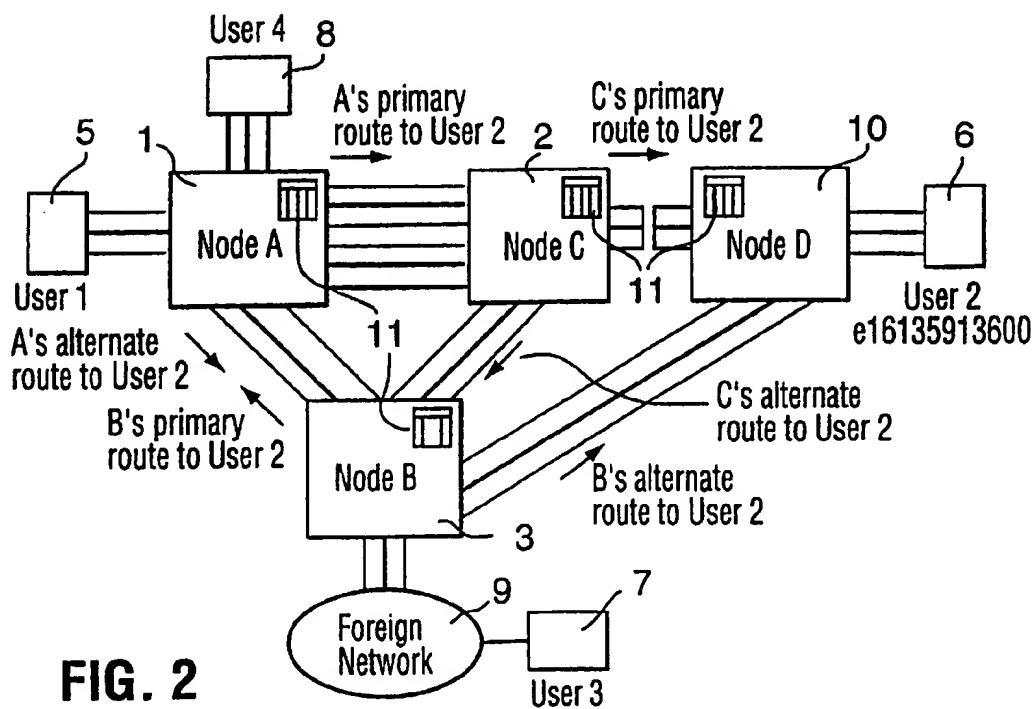 User 4
8
A's primary
route to User 2
C's primary
route to User 2
5
1
2
10
6
Node A
Node C
Node D
11
User 1
11
User 2
e16135913600
A's alternate
route to User 2
B's primary
route to User 2
C's alternate
route to User 2
11
Node B
B's alternate
route to User 2
3
9
7
Foreign
Network
User 3
FIG. 2